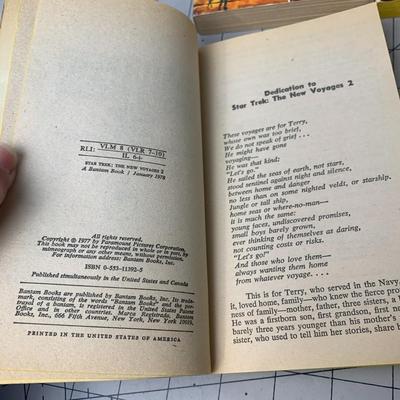 RLI: VLM 8 (VLR 7-10)
IL 6+
STAR TREK: THE NEW VOYAGES 2
A Bantam Book / January 1978
All rights reserved.
Copyright © 1977 by Paramount Pictures Corporation.
This book may not be reproduced in whole or in part, by
mimeograph or any other means, without permission.
For information address: Bantam Books, Inc.
ISBN 0-553-11392-5
Published simultaneously in the United States and Canada
Bantam Books are published by Bantam Books, Inc. Its trade-
mark, consisting of the words "Bantam Books" and the por-
trayal of a bantam, is registered in the United States Patent
Office and in other countries. Marca Registrada. Bantam
Books, Inc., 666 Fifth Avenue, New York, New York 10019.
PRINTED IN THE UNITED STATES OF AMERICA
Dedication to
Star Trek: The New Voyages 2
These voyages are for Terry,
whose own was too brief,
We do not speak of grief . . .
He might have gone
voyaging—
He was that kind:
"Let's go."
He sailed the seas of earth, not stars,
stood sentinel against night and silence,
between home and danger
no less than on some nighted veldt, or starship.
Jungle or tall ship,
home seas or where-no-man—
it is much the same:
young faces, undiscovered promises,
small boys barely grown,
ever thinking of themselves as daring,
not counting costs or risks.
"Let's go!"
And those who love them—
always wanting them home
from whatever voyage. . . .
This is for Terry, who served in the Navy.
it, loved home, family—who knew the fierce pro
ness of family—mother, father, three sisters, a
He was a firstborn son, first grandson, first no
barely three years younger than his mother's
sister, who used to tell him her stories, share